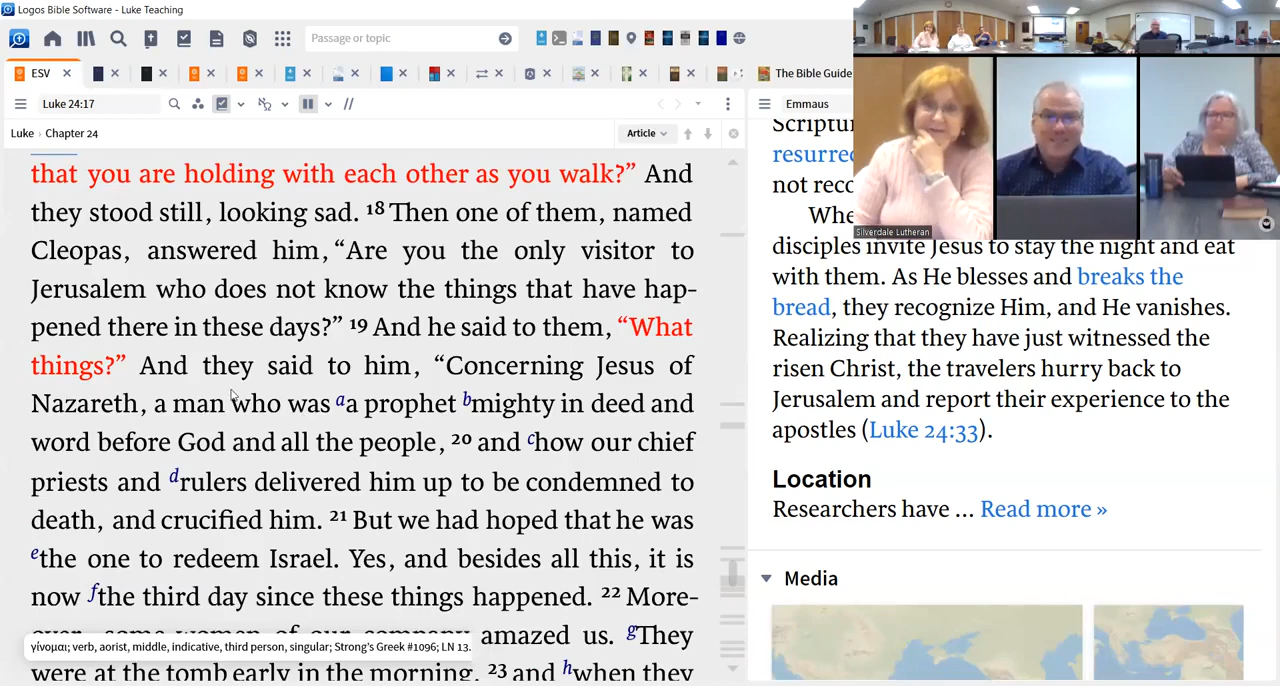 Logos Bible Software - Luke Teaching
Passage or topic
ESV
The Bible Guide
Luke 24:17
Emmaus
Luke › Chapter 24
Article
that you are holding with each other as you walk?” And
they stood still, looking sad. 18 Then one of them, named
Cleopas, answered him, “Are you the only visitor to
Jerusalem who does not know the things that have hap-
pened there in these days?” 19 And he said to them, “What
things?” And they said to him, “Concerning Jesus of
Nazareth, a man who was a a prophet b mighty in deed and
word before God and all the people, 20 and c how our chief
priests and d rulers delivered him up to be condemned to
death, and crucified him. 21 But we had hoped that he was
e the one to redeem Israel. Yes, and besides all this, it is
now f the third day since these things happened. 22 More-
over, some women of our company amazed us. g They
were at the tomb early in the morning, 23 and h when they
γίνομαι; verb, aorist, middle, indicative, third person, singular; Strong's Greek #1096; LN 13.
Scriptur
resurrec
not reco
Whe
disciples invite Jesus to stay the night and eat
with them. As He blesses and breaks the
bread, they recognize Him, and He vanishes.
Realizing that they have just witnessed the
risen Christ, the travelers hurry back to
Jerusalem and report their experience to the
apostles (Luke 24:33).
Location
Researchers have ... Read more »
Media
Silverdale Lutheran